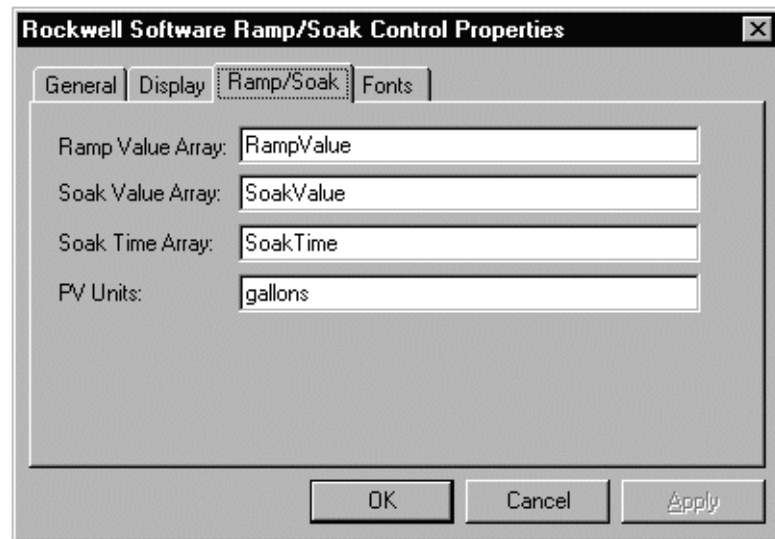 Rockwell Software Ramp/Soak Control Properties
General Display Ramp/Soak Fonts
Ramp Value Array: RampValue
Soak Value Array: SoakValue
Soak Time Array: SoakTime
PV Units: gallons
OK Cancel Apply